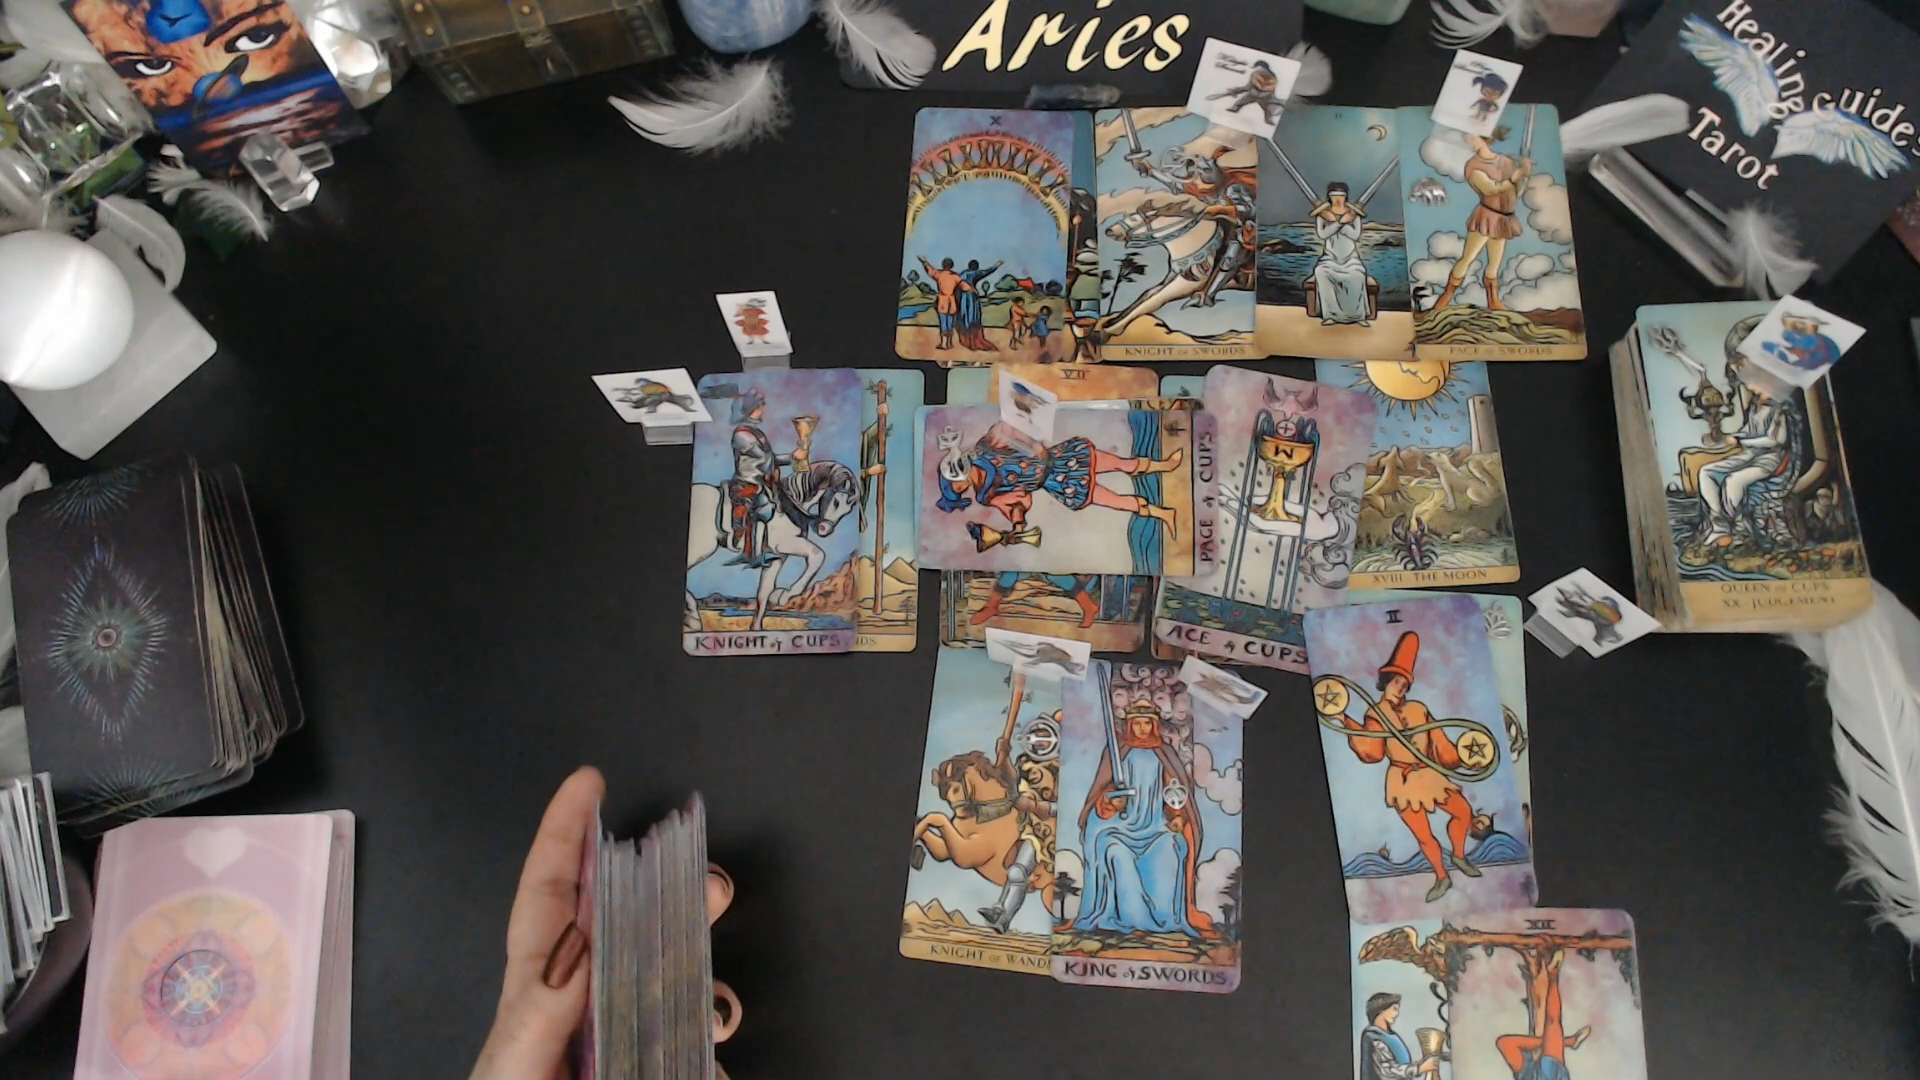 Aries
Healing guides
Tarot
X
KNIGHT OF SWORDS
II
PAGE OF SWORDS
VII
KNIGHT of CUPS
PAGE of CUPS
M
ACE of CUPS
XVIII THE MOON
QUEEN OF CUPS
XX JUDGEMENT
II
KNIGHT OF WANDS
KING of SWORDS
XII